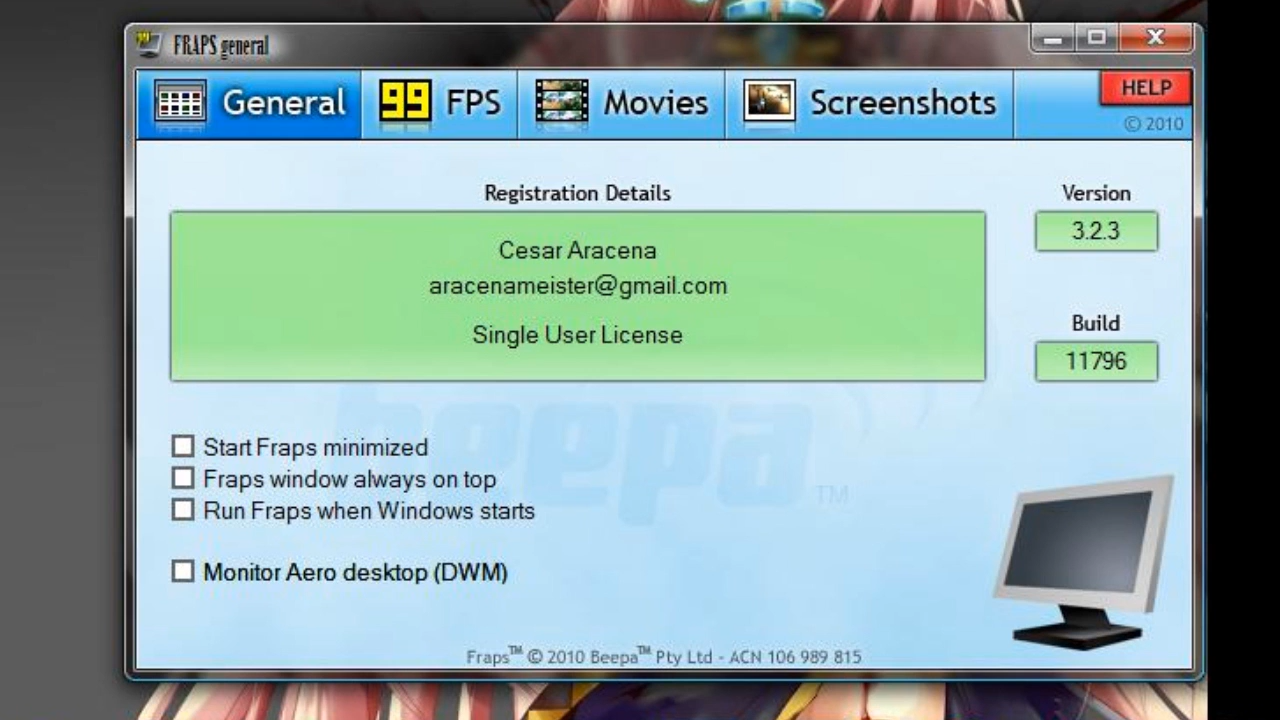 FRAPS general
General
99 FPS
Movies
Screenshots
HELP
© 2010
Registration Details
Cesar Aracena
aracenameister@gmail.com
Single User License
Version
3.2.3
Build
11796
beepa™
Start Fraps minimized
Fraps window always on top
Run Fraps when Windows starts
Monitor Aero desktop (DWM)
Fraps™ © 2010 Beepa™ Pty Ltd - ACN 106 989 815